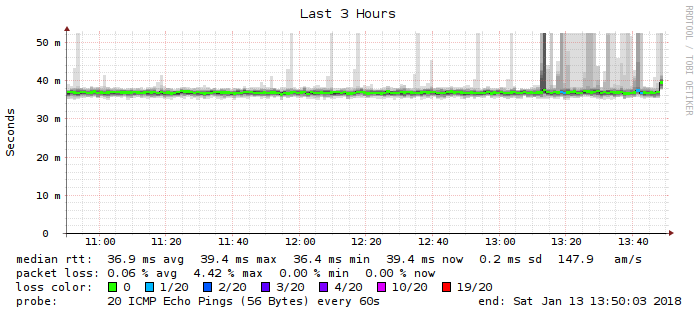 Last 3 Hours
RRDTOOL / TOBI OETIKER
Seconds
50 m
40 m
30 m
20 m
10 m
0
11:00 11:20 11:40 12:00 12:20 12:40 13:00 13:20 13:40
median rtt: 36.9 ms avg 39.4 ms max 36.4 ms min 39.4 ms now 0.2 ms sd 147.9 am/s
packet loss: 0.06 % avg 4.42 % max 0.00 % min 0.00 % now
loss color: 0 1/20 2/20 3/20 4/20 10/20 19/20
probe: 20 ICMP Echo Pings (56 Bytes) every 60s end: Sat Jan 13 13:50:03 2018